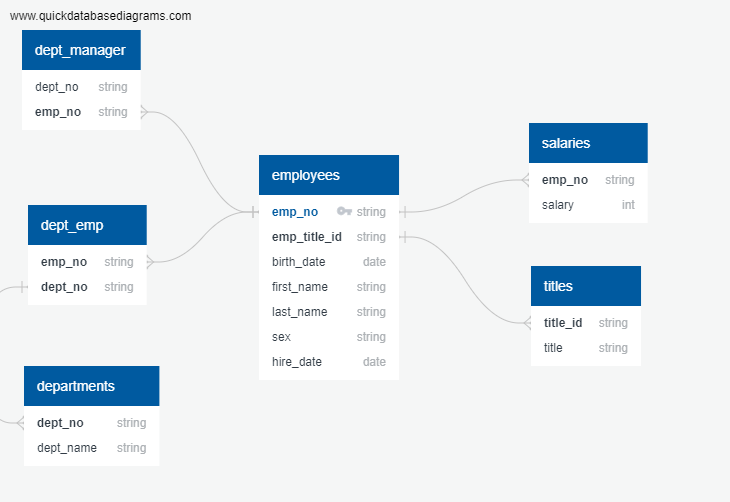 www.quickdatabasediagrams.com
dept_manager
dept_no string
emp_no string
dept_emp
emp_no string
dept_no string
departments
dept_no string
dept_name string
employees
emp_no string
emp_title_id string
birth_date date
first_name string
last_name string
sex string
hire_date date
salaries
emp_no string
salary int
titles
title_id string
title string